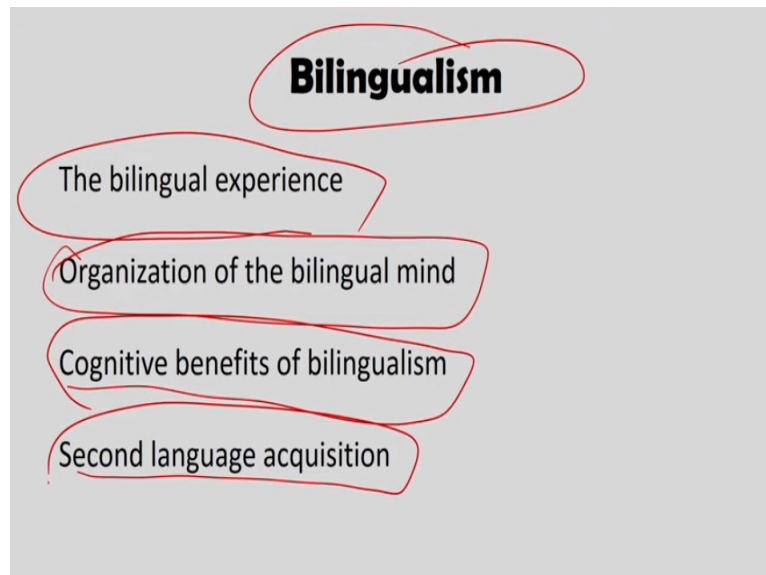 Bilingualism
The bilingual experience
Organization of the bilingual mind
Cognitive benefits of bilingualism
Second language acquisition